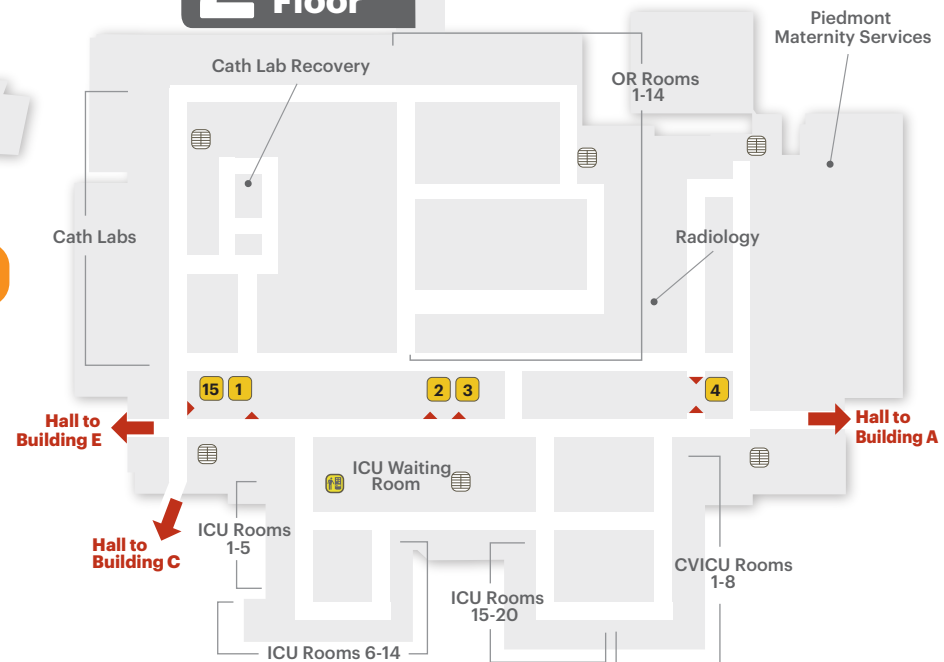 Floor
Piedmont
Maternity Services
Cath Lab Recovery
OR Rooms
1-14
Cath Labs
Radiology
15
1
2
3
4
Hall to
Building E
Hall to
Building A
ICU Waiting
Room
Hall to
Building C
ICU Rooms
1-5
CVICU Rooms
1-8
ICU Rooms
15-20
ICU Rooms 6-14